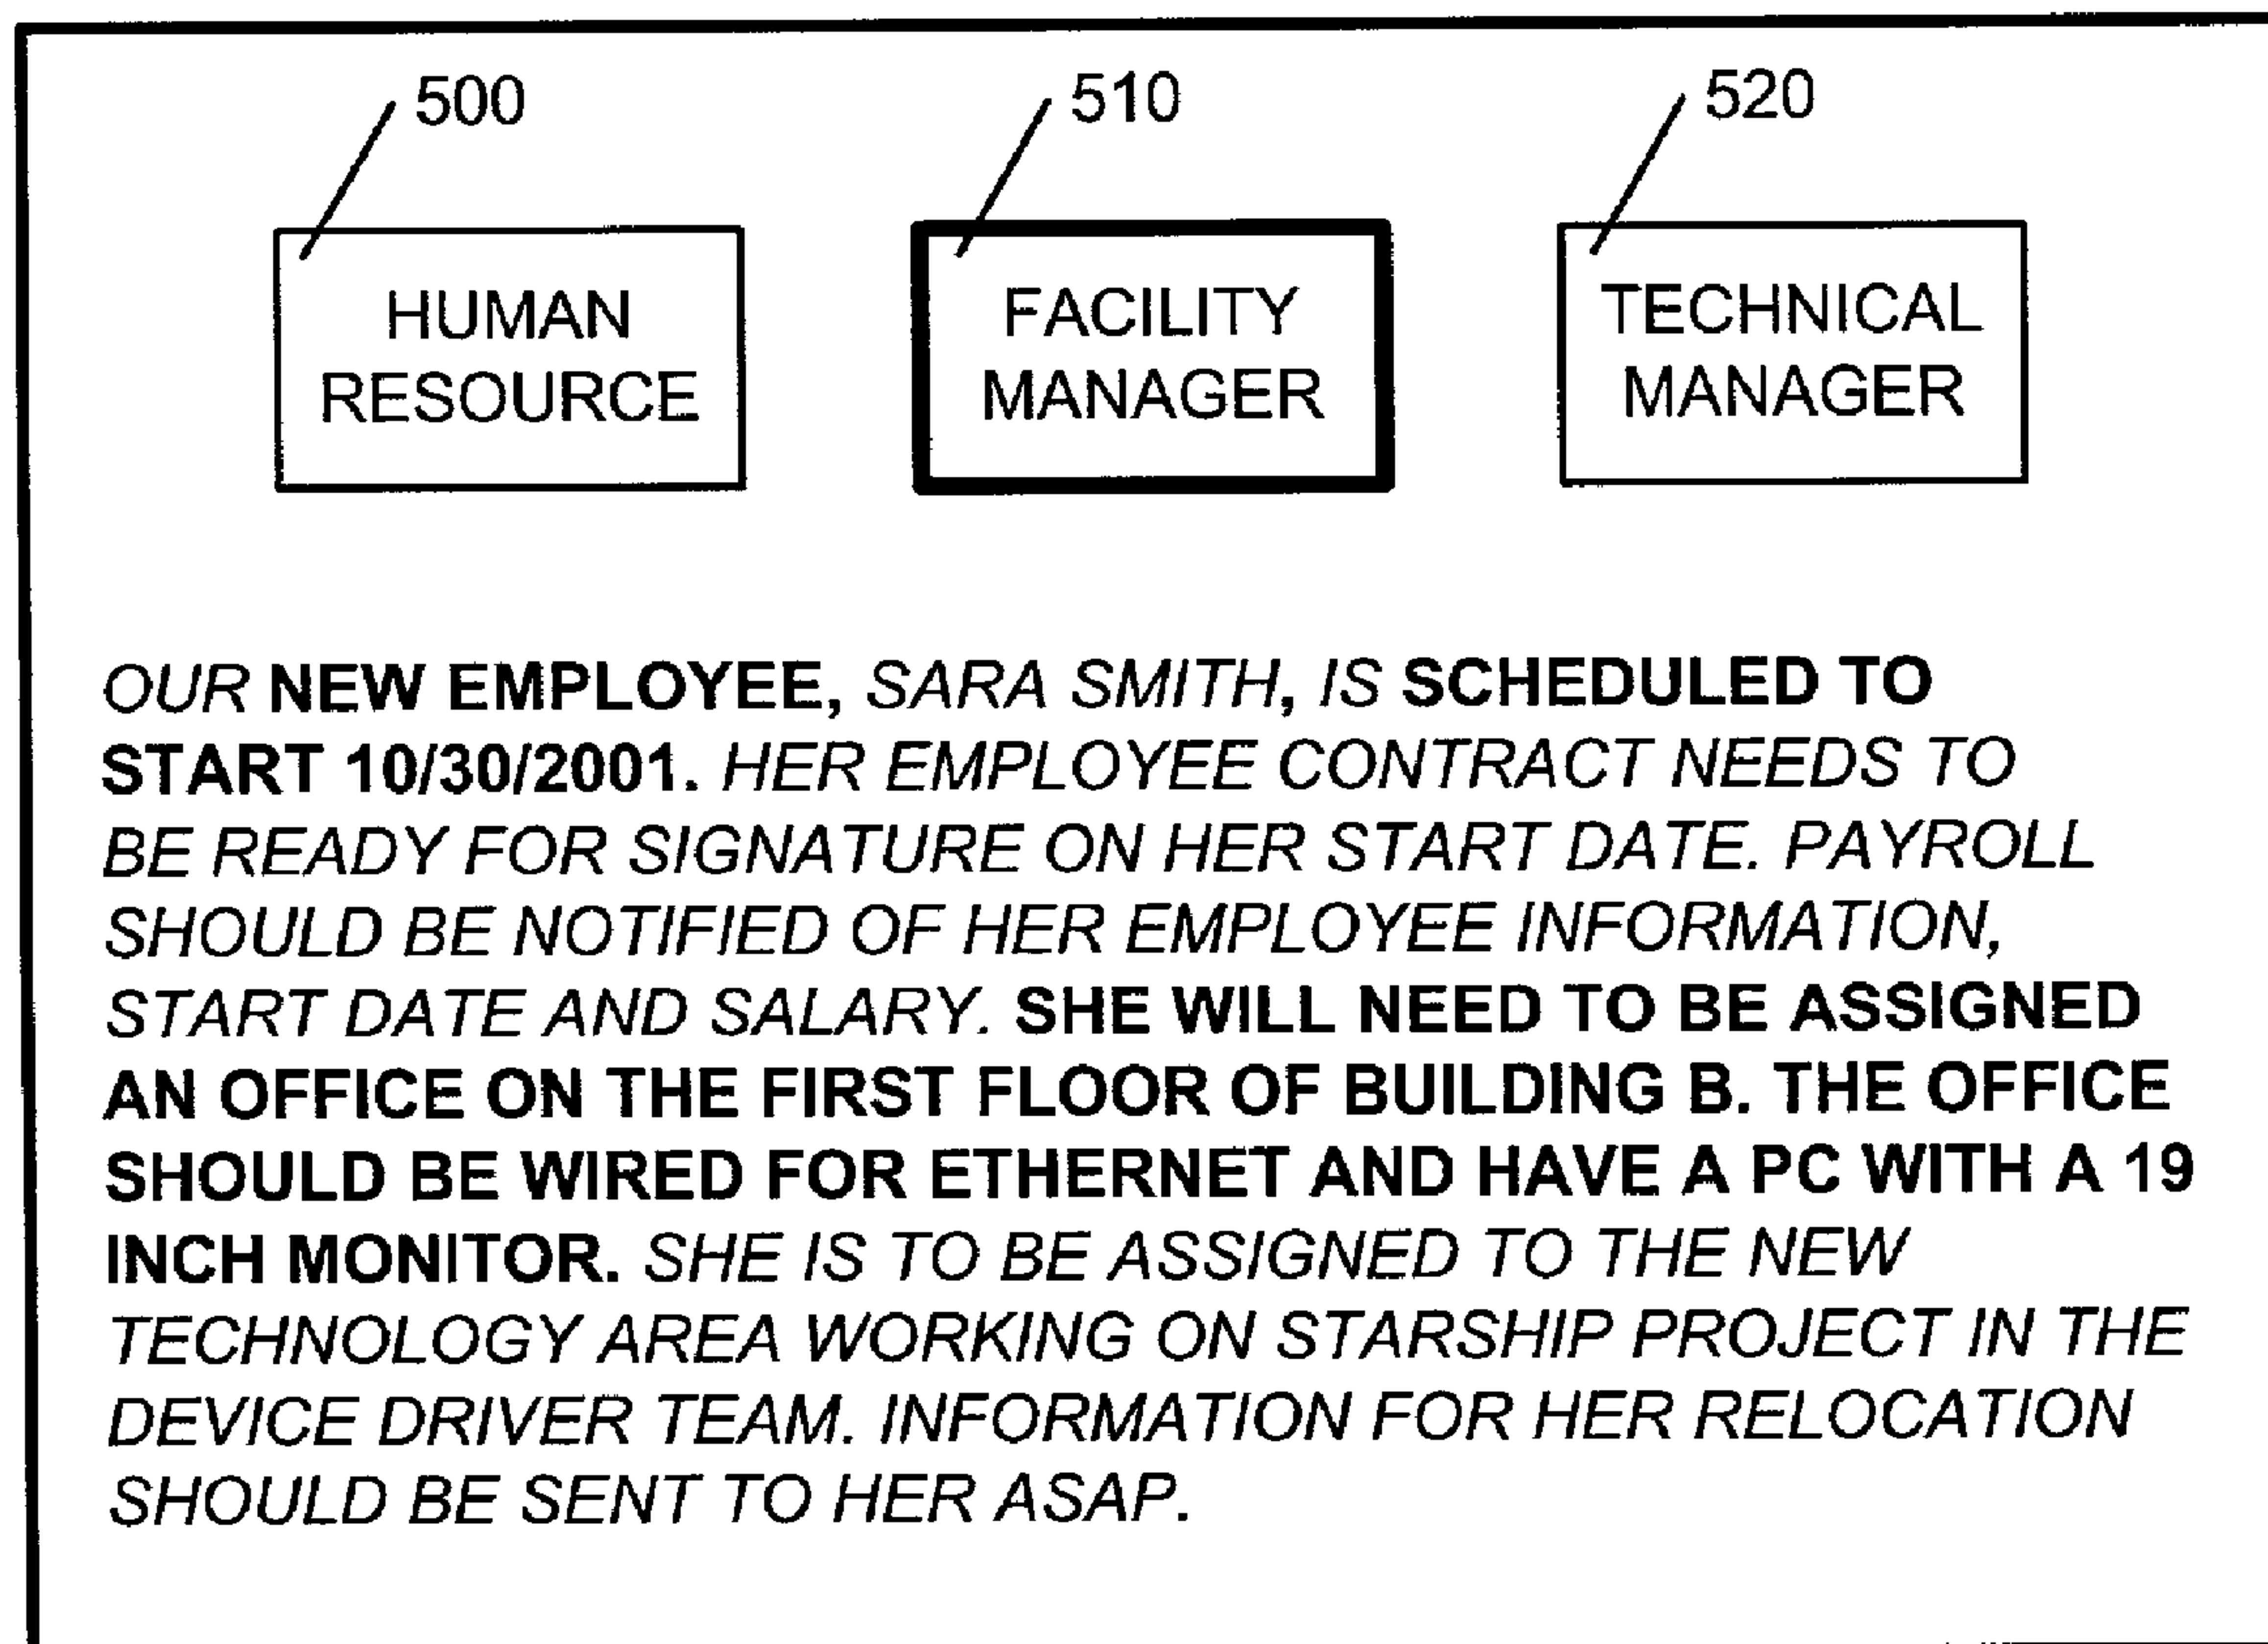 500 510 520
HUMAN RESOURCE
FACILITY MANAGER
TECHNICAL MANAGER
OUR NEW EMPLOYEE, SARA SMITH, IS SCHEDULED TO
START 10/30/2001. HER EMPLOYEE CONTRACT NEEDS TO
BE READY FOR SIGNATURE ON HER START DATE. PAYROLL
SHOULD BE NOTIFIED OF HER EMPLOYEE INFORMATION,
START DATE AND SALARY. SHE WILL NEED TO BE ASSIGNED
AN OFFICE ON THE FIRST FLOOR OF BUILDING B. THE OFFICE
SHOULD BE WIRED FOR ETHERNET AND HAVE A PC WITH A 19
INCH MONITOR. SHE IS TO BE ASSIGNED TO THE NEW
TECHNOLOGY AREA WORKING ON STARSHIP PROJECT IN THE
DEVICE DRIVER TEAM. INFORMATION FOR HER RELOCATION
SHOULD BE SENT TO HER ASAP.